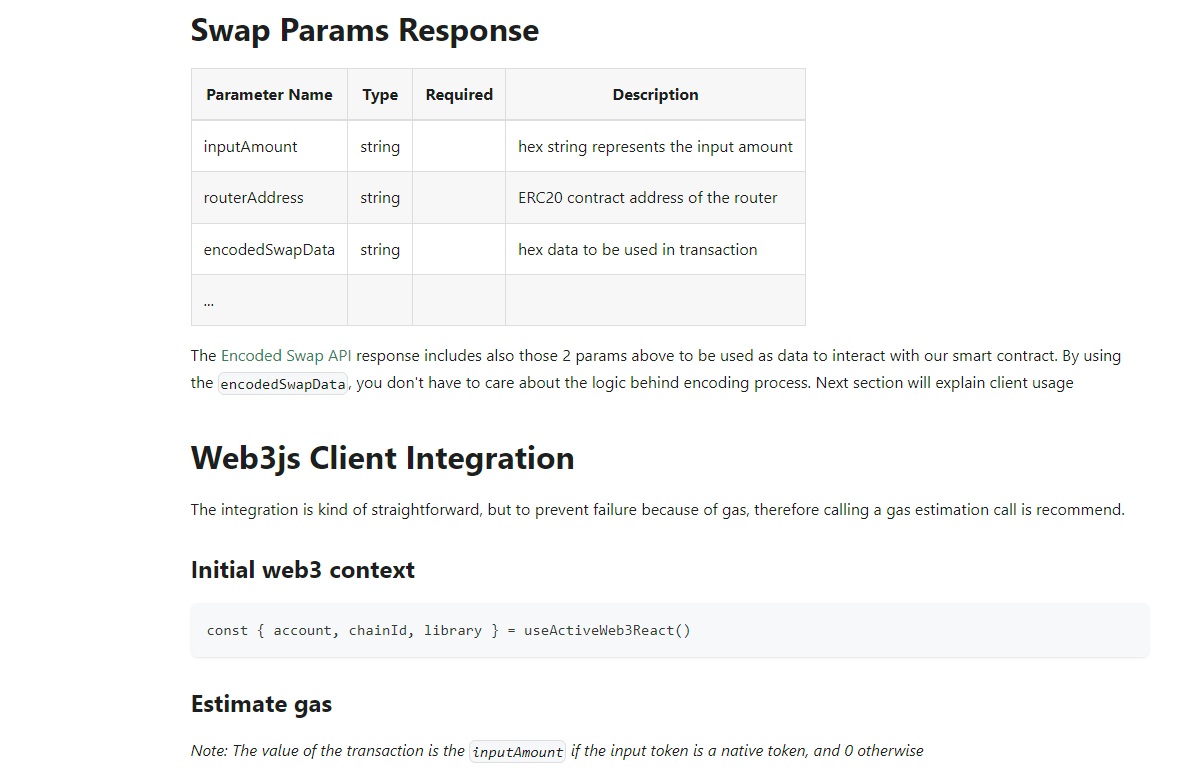 Swap Params Response
Parameter Name Type Required Description
inputAmount string hex string represents the input amount
routerAddress string ERC20 contract address of the router
encodedSwapData string hex data to be used in transaction
...
The Encoded Swap API response includes also those 2 params above to be used as data to interact with our smart contract. By using
the encodedSwapData, you don't have to care about the logic behind encoding process. Next section will explain client usage
Web3js Client Integration
The integration is kind of straightforward, but to prevent failure because of gas, therefore calling a gas estimation call is recommend.
Initial web3 context
const { account, chainId, library } = useActiveWeb3React()
Estimate gas
Note: The value of the transaction is the inputAmount if the input token is a native token, and 0 otherwise